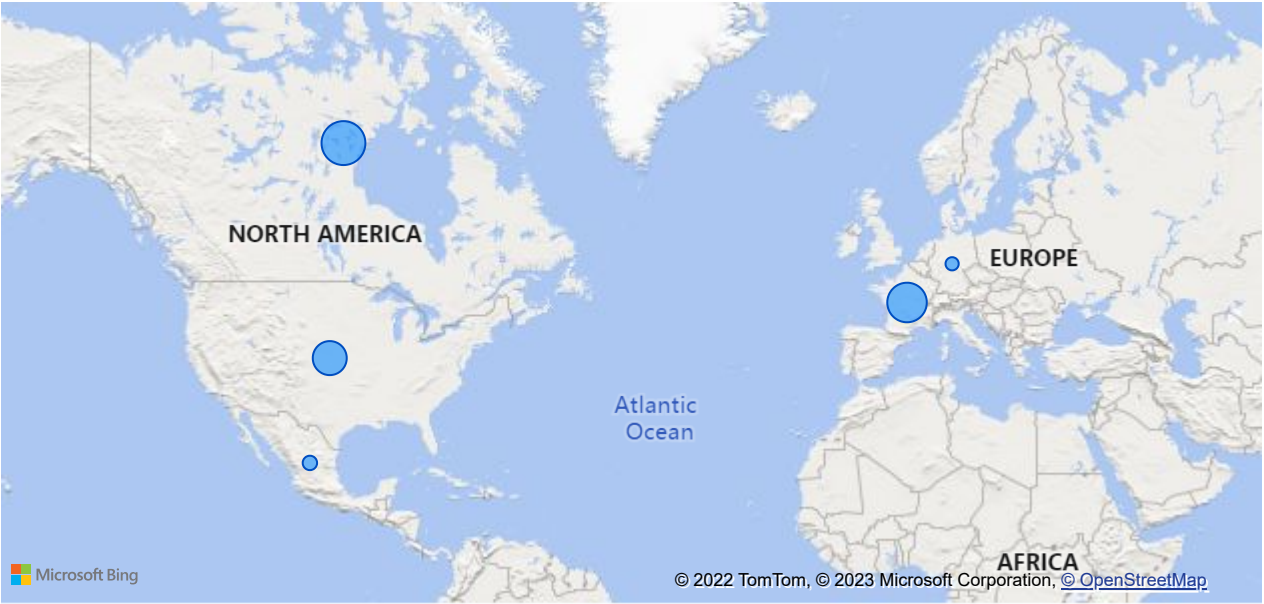 NORTH AMERICA
EUROPE
Atlantic
Ocean
AFRICA
Microsoft Bing
© 2022 TomTom, © 2023 Microsoft Corporation, © OpenStreetMap